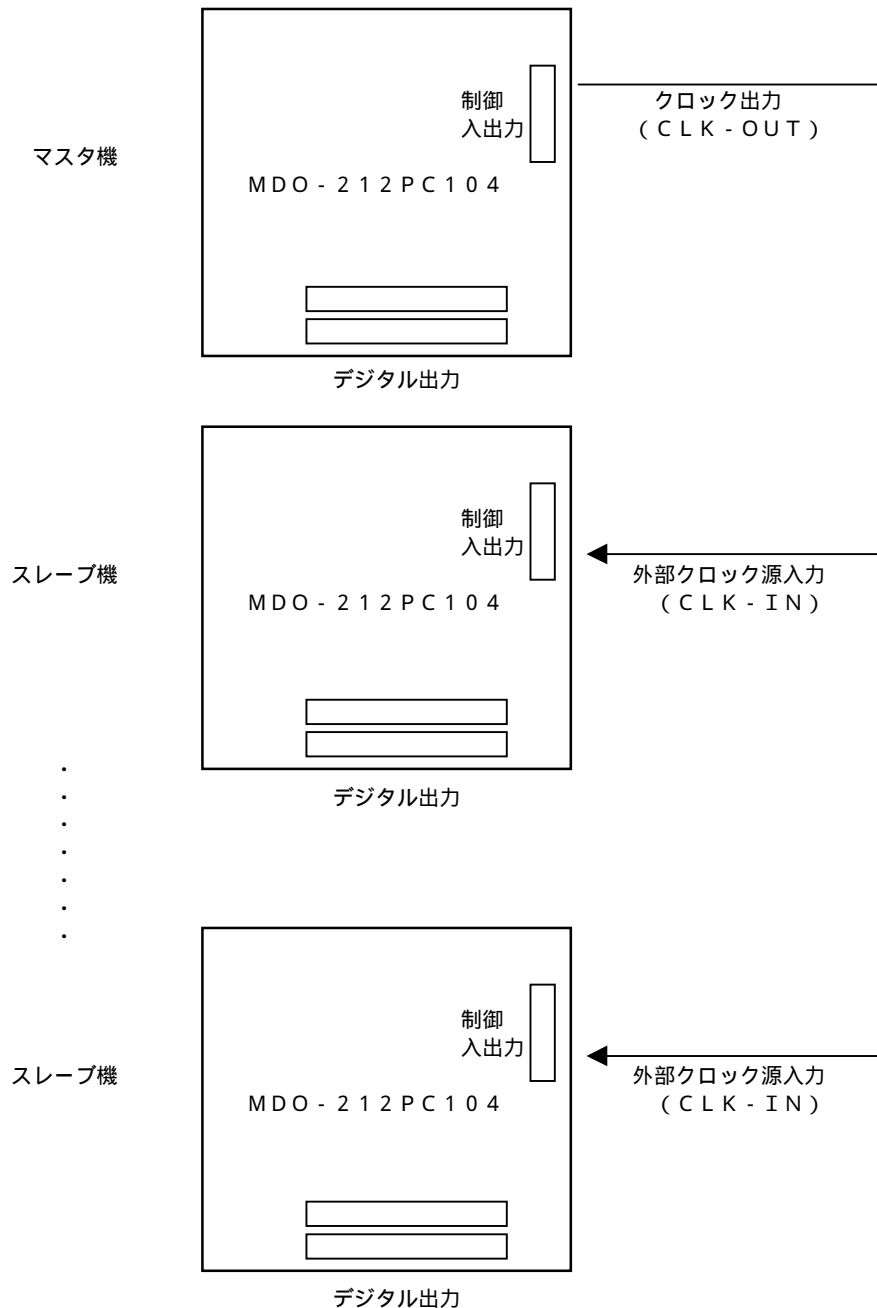 制御
入出力
クロック出力
（ＣＬＫ‐ＯＵＴ）
マスタ機
ＭＤＯ‐２１２ＰＣ１０４
デジタル出力
制御
入出力
スレーブ機
外部クロック源入力
（ＣＬＫ‐ＩＮ）
ＭＤＯ‐２１２ＰＣ１０４
デジタル出力
・
・
・
・
・
・
・
制御
入出力
スレーブ機
外部クロック源入力
（ＣＬＫ‐ＩＮ）
ＭＤＯ‐２１２ＰＣ１０４
デジタル出力